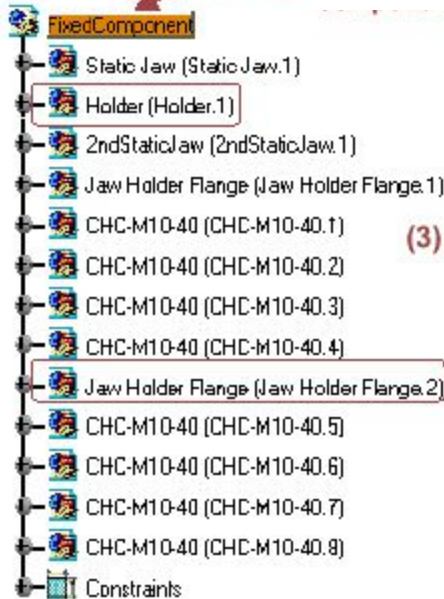 FixedComponent
Static Jaw (Static Jaw.1)
Holder (Holder.1)
2ndStaticJaw (2ndStaticJaw.1)
Jaw Holder Flange (Jaw Holder Flange.1)
CHC-M10-40 (CHC-M10-40.1)
(3)
CHC-M10-40 (CHC-M10-40.2)
CHC-M10-40 (CHC-M10-40.3)
CHC-M10-40 (CHC-M10-40.4)
Jaw Holder Flange (Jaw Holder Flange.2)
CHC-M10-40 (CHC-M10-40.5)
CHC-M10-40 (CHC-M10-40.6)
CHC-M10-40 (CHC-M10-40.7)
CHC-M10-40 (CHC-M10-40.8)
Constraints